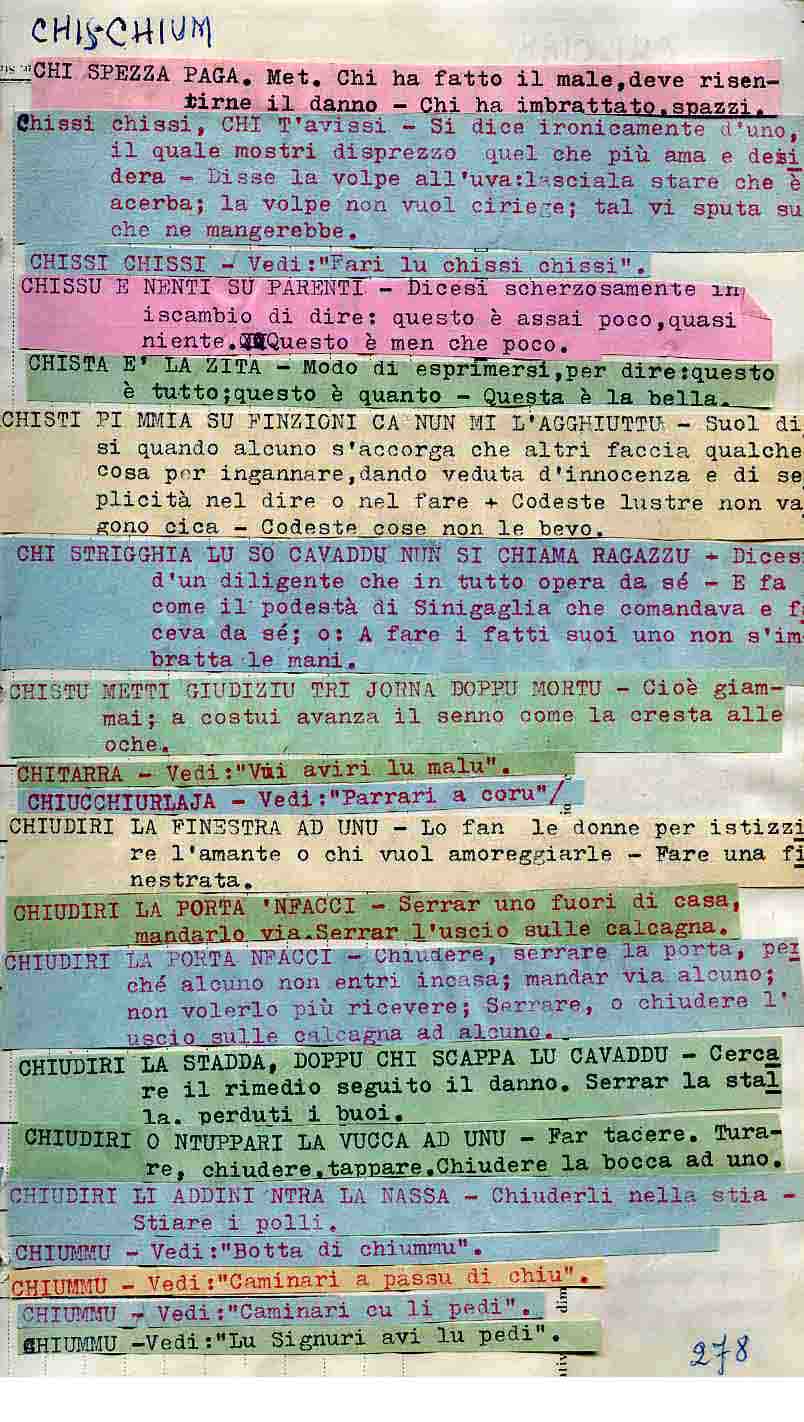 CHIS-CHIUM
CHI SPEZZA PAGA. Met. Chi ha fatto il male,deve risen-
tirne il danno - Chi ha imbrattato,spazzi.
Chissi chissi, CHI T'avissi - Si dice ironicamente d'uno,
il quale mostri disprezzo quel che più ama e desi
dera - Disse la volpe all'uva:lasciala stare che è
acerba; la volpe non vuol ciriege; tal vi sputa su
che ne mangerebbe.
CHISSI CHISSI - Vedi:"Fari lu chissi chissi".
CHISSU E NENTI SU PARENTI - Dicesi scherzosamente in
iscambio di dire: questo è assai poco,quasi
niente. Questo è men che poco.
CHISTA E' LA ZITA - Modo di esprimersi,per dire:questo
è tutto;questo è quanto - Questa è la bella.
CHISTI PI MMIA SU FINZIONI CA NUN MI L'AGGHIUTTU - Suol di
si quando alcuno s'accorga che altri faccia qualche
cosa per ingannare,dando veduta d'innocenza e di se
plicità nel dire o nel fare + Codeste lustre non va
gono cica - Codeste cose non le bevo.
CHI STRIGGHIA LU SO CAVADDU NUN SI CHIAMA RAGAZZU + Dices
d'un diligente che in tutto opera da sé - E fa
come il podestà di Sinigaglia che comandava e f
ceva da sé; o: A fare i fatti suoi uno non s'im
bratta le mani.
CHISTU METTI GIUDIZIU TRI JORNA DOPPU MORTU - Cioè giam-
mai; a costui avanza il senno come la cresta alle
oche.
CHITARRA - Vedi:"Vui aviri lu malu".
CHIUCCHIURLAJA - Vedi:"Parrari a coru"/
CHIUDIRI LA FINESTRA AD UNU - Lo fan le donne per istizzi
re l'amante o chi vuol amoreggiarle - Fare una fi
nestrata.
CHIUDIRI LA PORTA 'NFACCI - Serrar uno fuori di casa,
mandarlo via.Serrar l'uscio sulle calcagna.
CHIUDIRI LA PORTA NFACCI - Chiudere, serrare la porta, per
ché alcuno non entri incasa; mandar via alcuno;
non volerlo più ricevere; Serrare, o chiudere l'
uscio sulle calcagna ad alcuno.
CHIUDIRI LA STADDA, DOPPU CHI SCAPPA LU CAVADDU - Cerca
re il rimedio seguito il danno. Serrar la stal
la. perduti i buoi.
CHIUDIRI O NTUPPARI LA VUCCA AD UNU - Far tacere. Tura-
re, chiudere,tappare.Chiudere la bocca ad uno.
CHIUDIRI LI ADDINI NTRA LA NASSA - Chiuderli nella stia -
Stiare i polli.
CHIUMMU - Vedi:"Botta di chiummu".
CHIUMMU - Vedi:"Caminari a passu di chiu".
CHIUMMU - Vedi:"Caminari cu li pedi".
CHIUMMU -Vedi:"Lu Signuri avi lu pedi".
278